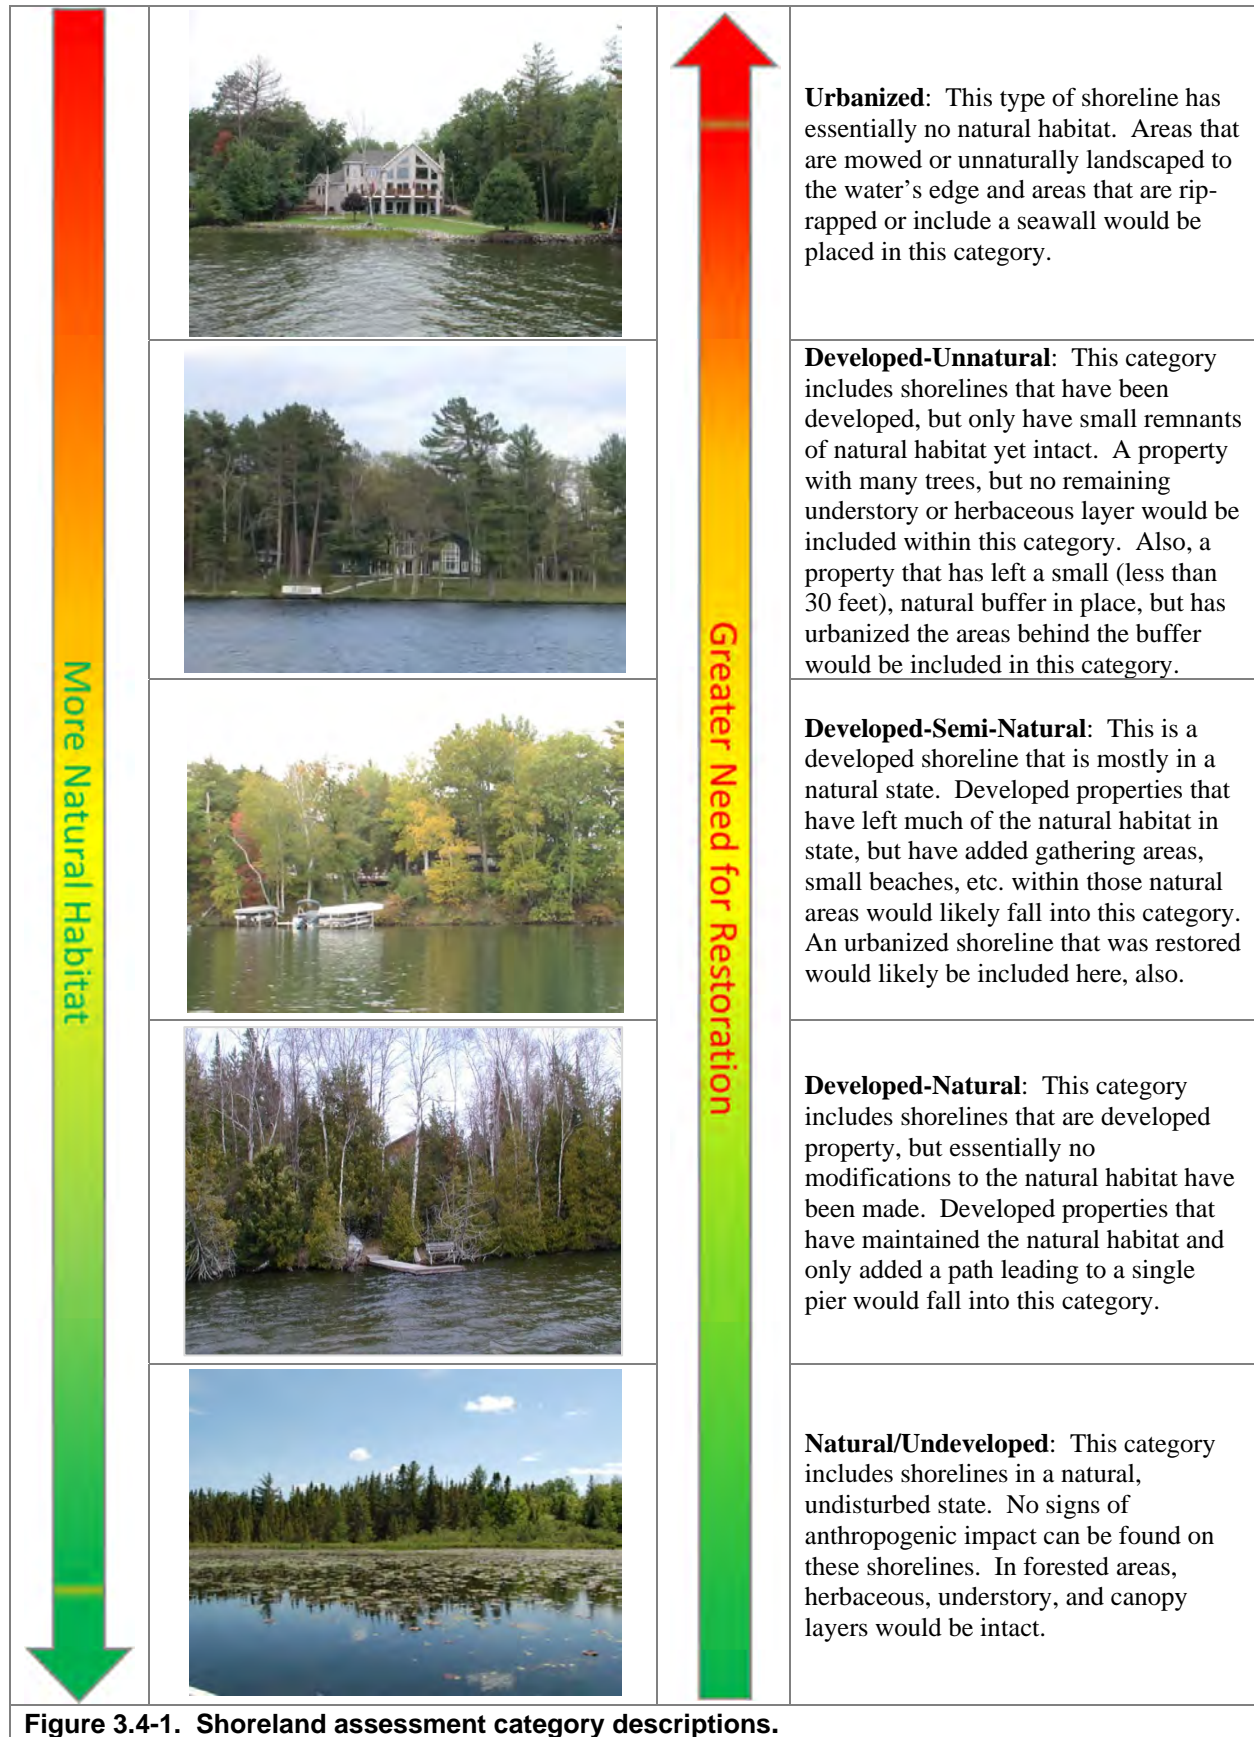 More Natural Habitat
Greater Need for Restoration
Urbanized: This type of shoreline has
essentially no natural habitat. Areas that
are mowed or unnaturally landscaped to
the water's edge and areas that are rip-
rapped or include a seawall would be
placed in this category.
Developed-Unnatural: This category
includes shorelines that have been
developed, but only have small remnants
of natural habitat yet intact. A property
with many trees, but no remaining
understory or herbaceous layer would be
included within this category. Also, a
property that has left a small (less than
30 feet), natural buffer in place, but has
urbanized the areas behind the buffer
would be included in this category.
Developed-Semi-Natural: This is a
developed shoreline that is mostly in a
natural state. Developed properties that
have left much of the natural habitat in
state, but have added gathering areas,
small beaches, etc. within those natural
areas would likely fall into this category.
An urbanized shoreline that was restored
would likely be included here, also.
Developed-Natural: This category
includes shorelines that are developed
property, but essentially no
modifications to the natural habitat have
been made. Developed properties that
have maintained the natural habitat and
only added a path leading to a single
pier would fall into this category.
Natural/Undeveloped: This category
includes shorelines in a natural,
undisturbed state. No signs of
anthropogenic impact can be found on
these shorelines. In forested areas,
herbaceous, understory, and canopy
layers would be intact.
Figure 3.4-1. Shoreland assessment category descriptions.